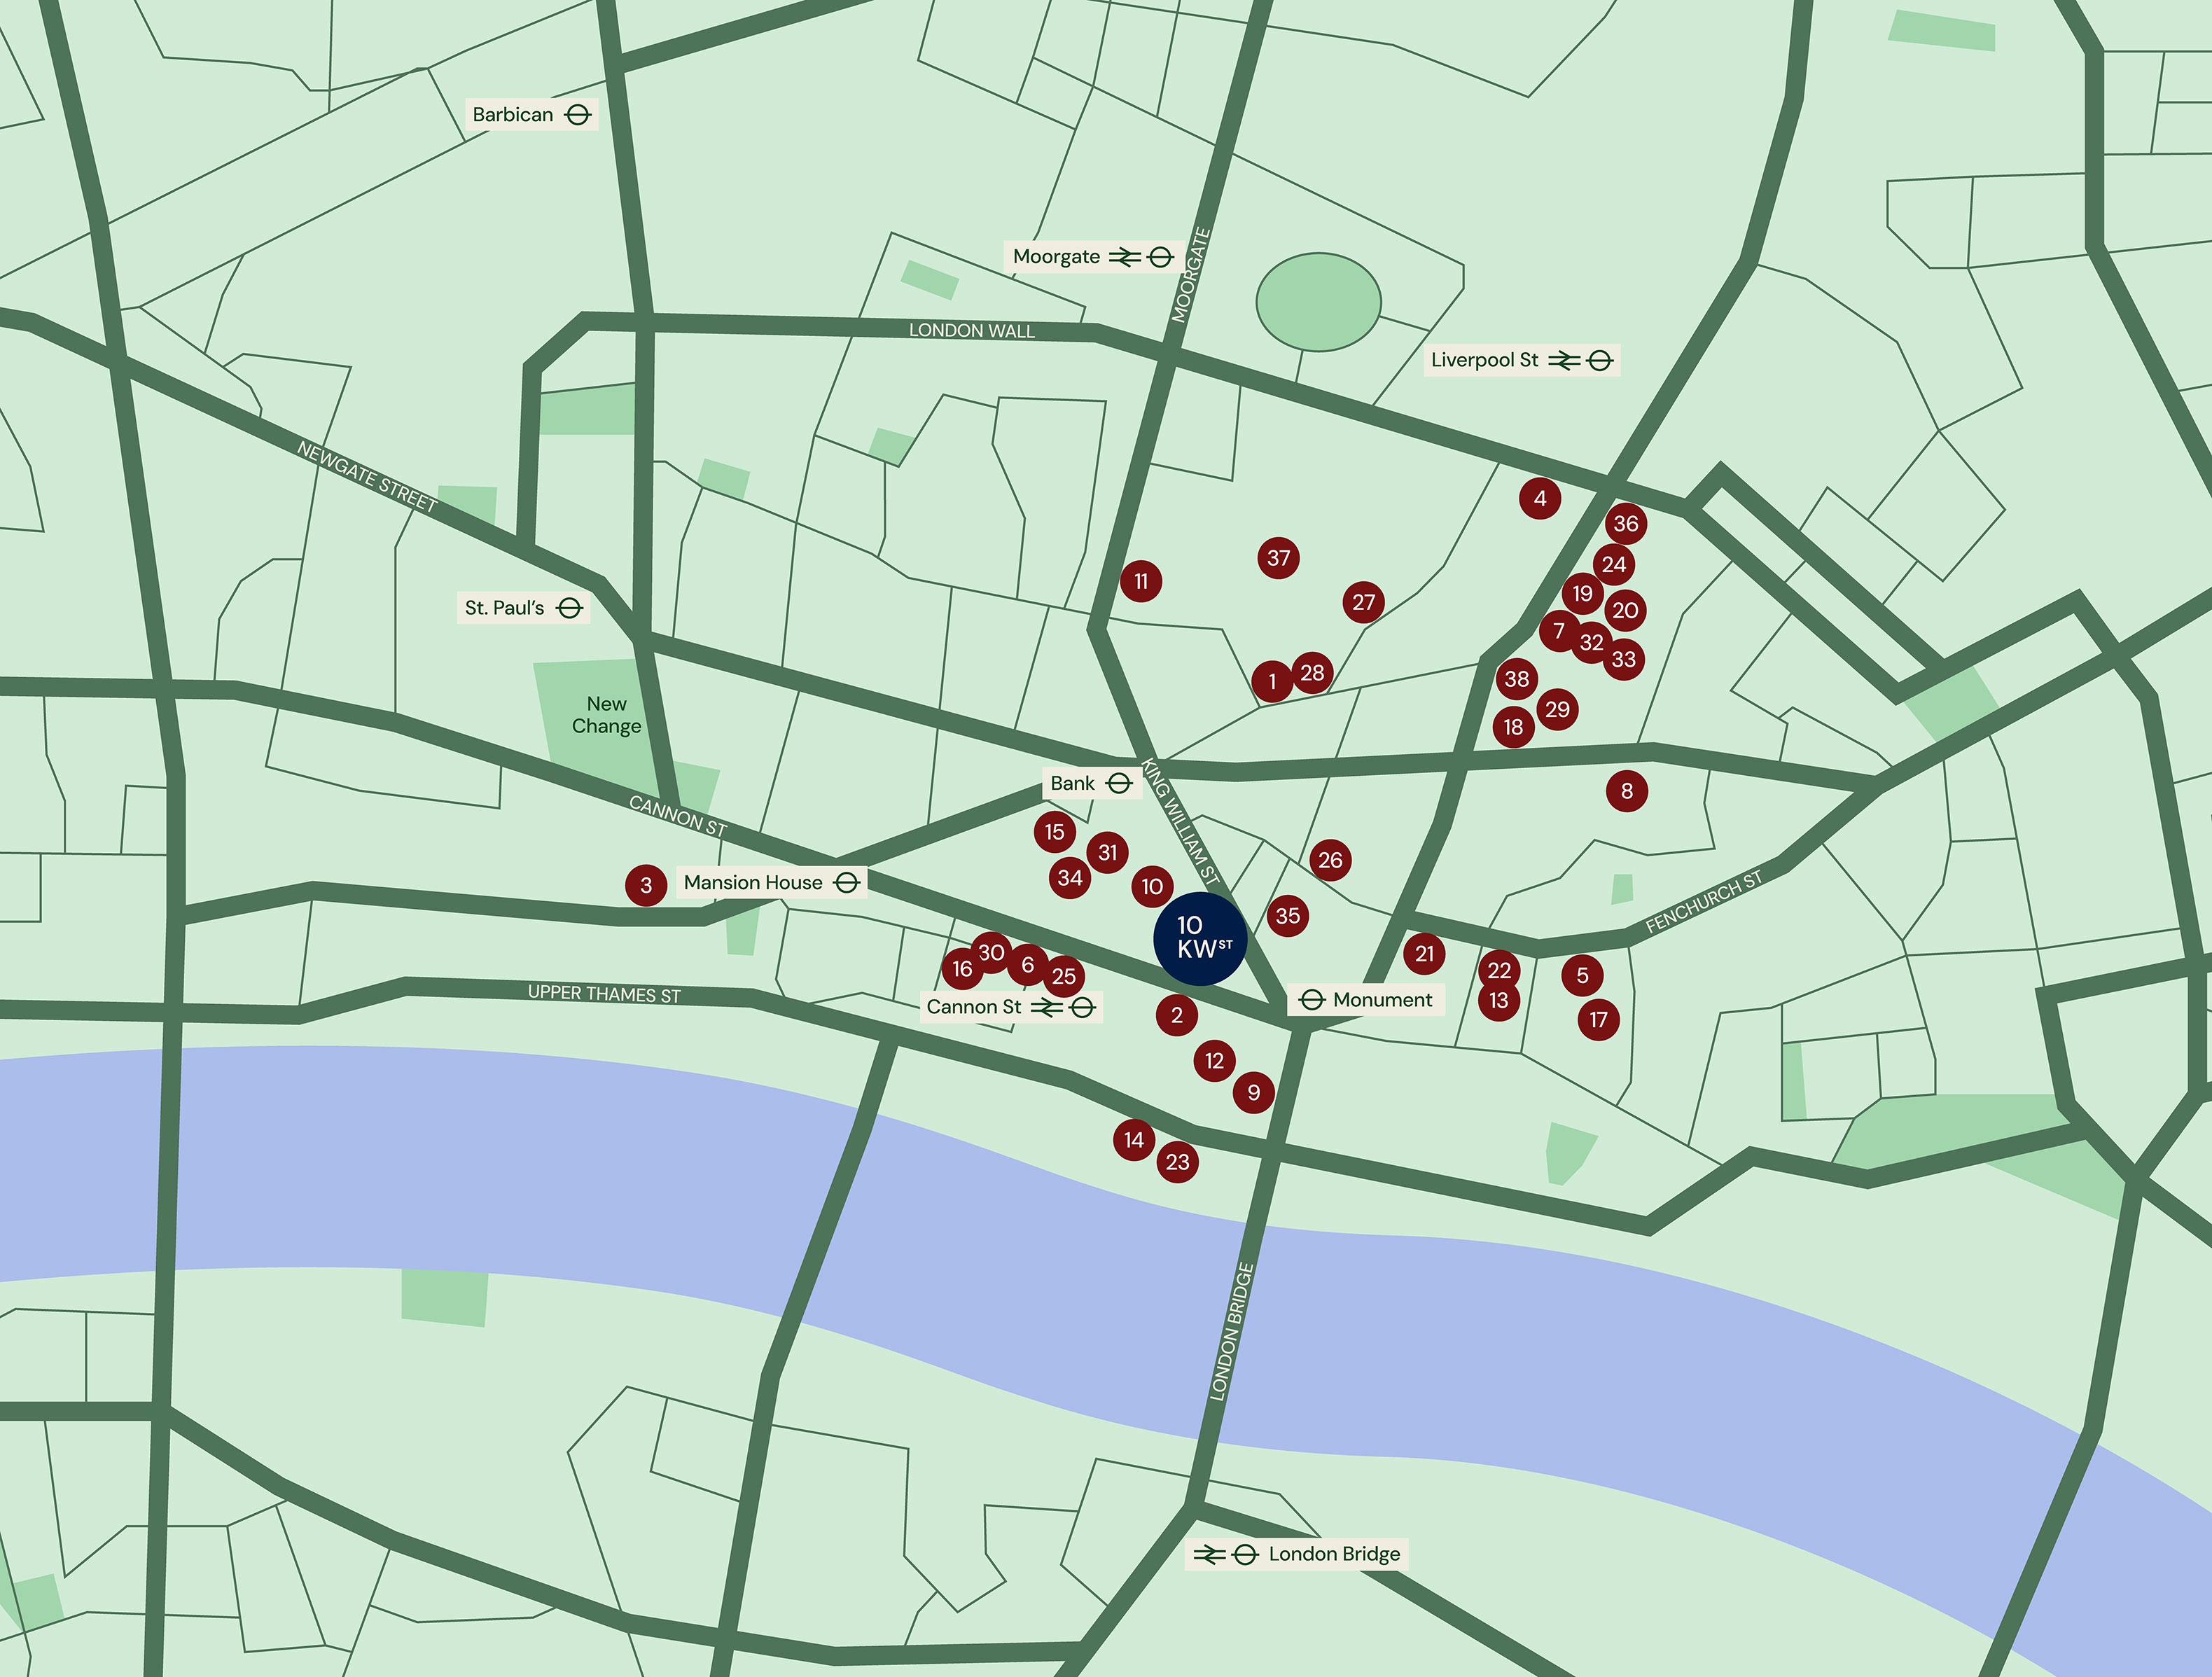 Barbican
Moorgate
MOORGATE
LONDON WALL
Liverpool St
NEWGATE STREET
4
36
37
24
11
19
27
20
St. Paul's
7
32
33
1
28
38
New
Change
29
18
Bank
KING WILLIAM ST
8
CANNON ST
15
31
26
34
3
Mansion House
10
35
FENCHURCH ST
10
KWST
21
30
16
6
25
22
5
UPPER THAMES ST
Cannon St
Monument
13
2
17
12
9
14
23
LONDON BRIDGE
London Bridge